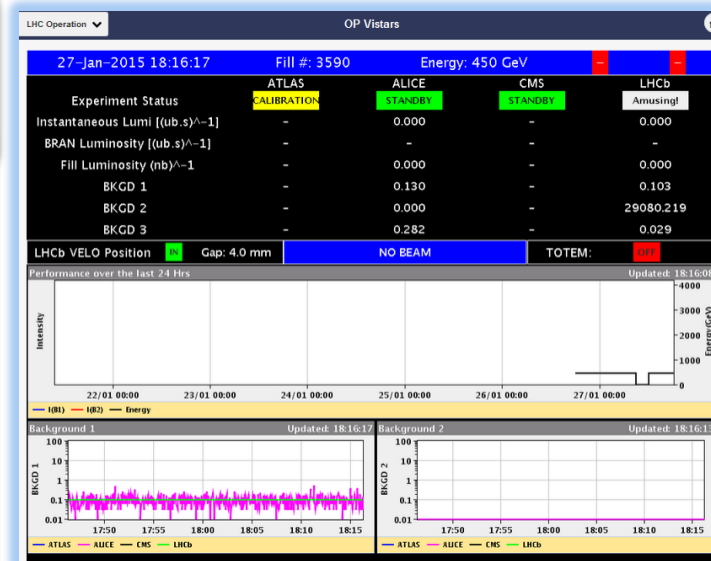 LHC Operation
OP Vistars
27-Jan-2015 18:16:17 Fill #: 3590 Energy: 450 GeV -- --
ATLAS ALICE CMS LHCb
Experiment Status CALIBRATION STANDBY STANDBY Amusing!
Instantaneous Lumi [(ub.s)^-1] - 0.000 - 0.000
BRAN Luminosity [(ub.s)^-1] - - - -
Fill Luminosity (nb)^-1 - 0.000 - 0.000
BKGD 1 - 0.130 - 0.103
BKGD 2 - 0.000 - 29080.219
BKGD 3 - 0.282 - 0.029
LHCb VELO Position IN Gap: 4.0 mm NO BEAM TOTEM: OFF
Performance over the last 24 Hrs Updated: 18:16:08
Intensity
4000
3000
2000
1000
0
Energy(GeV)
22/01 00:00 23/01 00:00 24/01 00:00 25/01 00:00 26/01 00:00 27/01 00:00
I(B1) I(B2) Energy
Background 1 Updated: 18:16:17
BKGD 1
100
10
1
0.1
0.01
17:50 17:55 18:00 18:05 18:10 18:15
ATLAS ALICE CMS LHCb
Background 2 Updated: 18:16:13
BKGD 2
100
10
1
0.1
0.01
17:50 17:55 18:00 18:05 18:10 18:15
ATLAS ALICE CMS LHCb